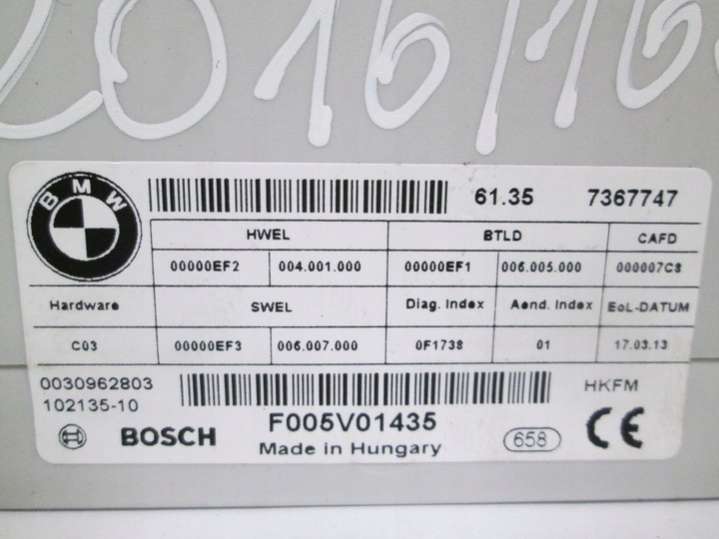 BMW
61.35 7367747
HWEL BTLD CAFD
00000EF2 004.001.000 00000EF1 006.005.000 000007C8
Hardware SWEL Diag. Index Aend. Index EoL-DATUM
C03 00000EF3 006.007.000 0F1738 01 17.03.13
0030962803 HKFM
102135-10 F005V01435 CE
BOSCH Made in Hungary 658